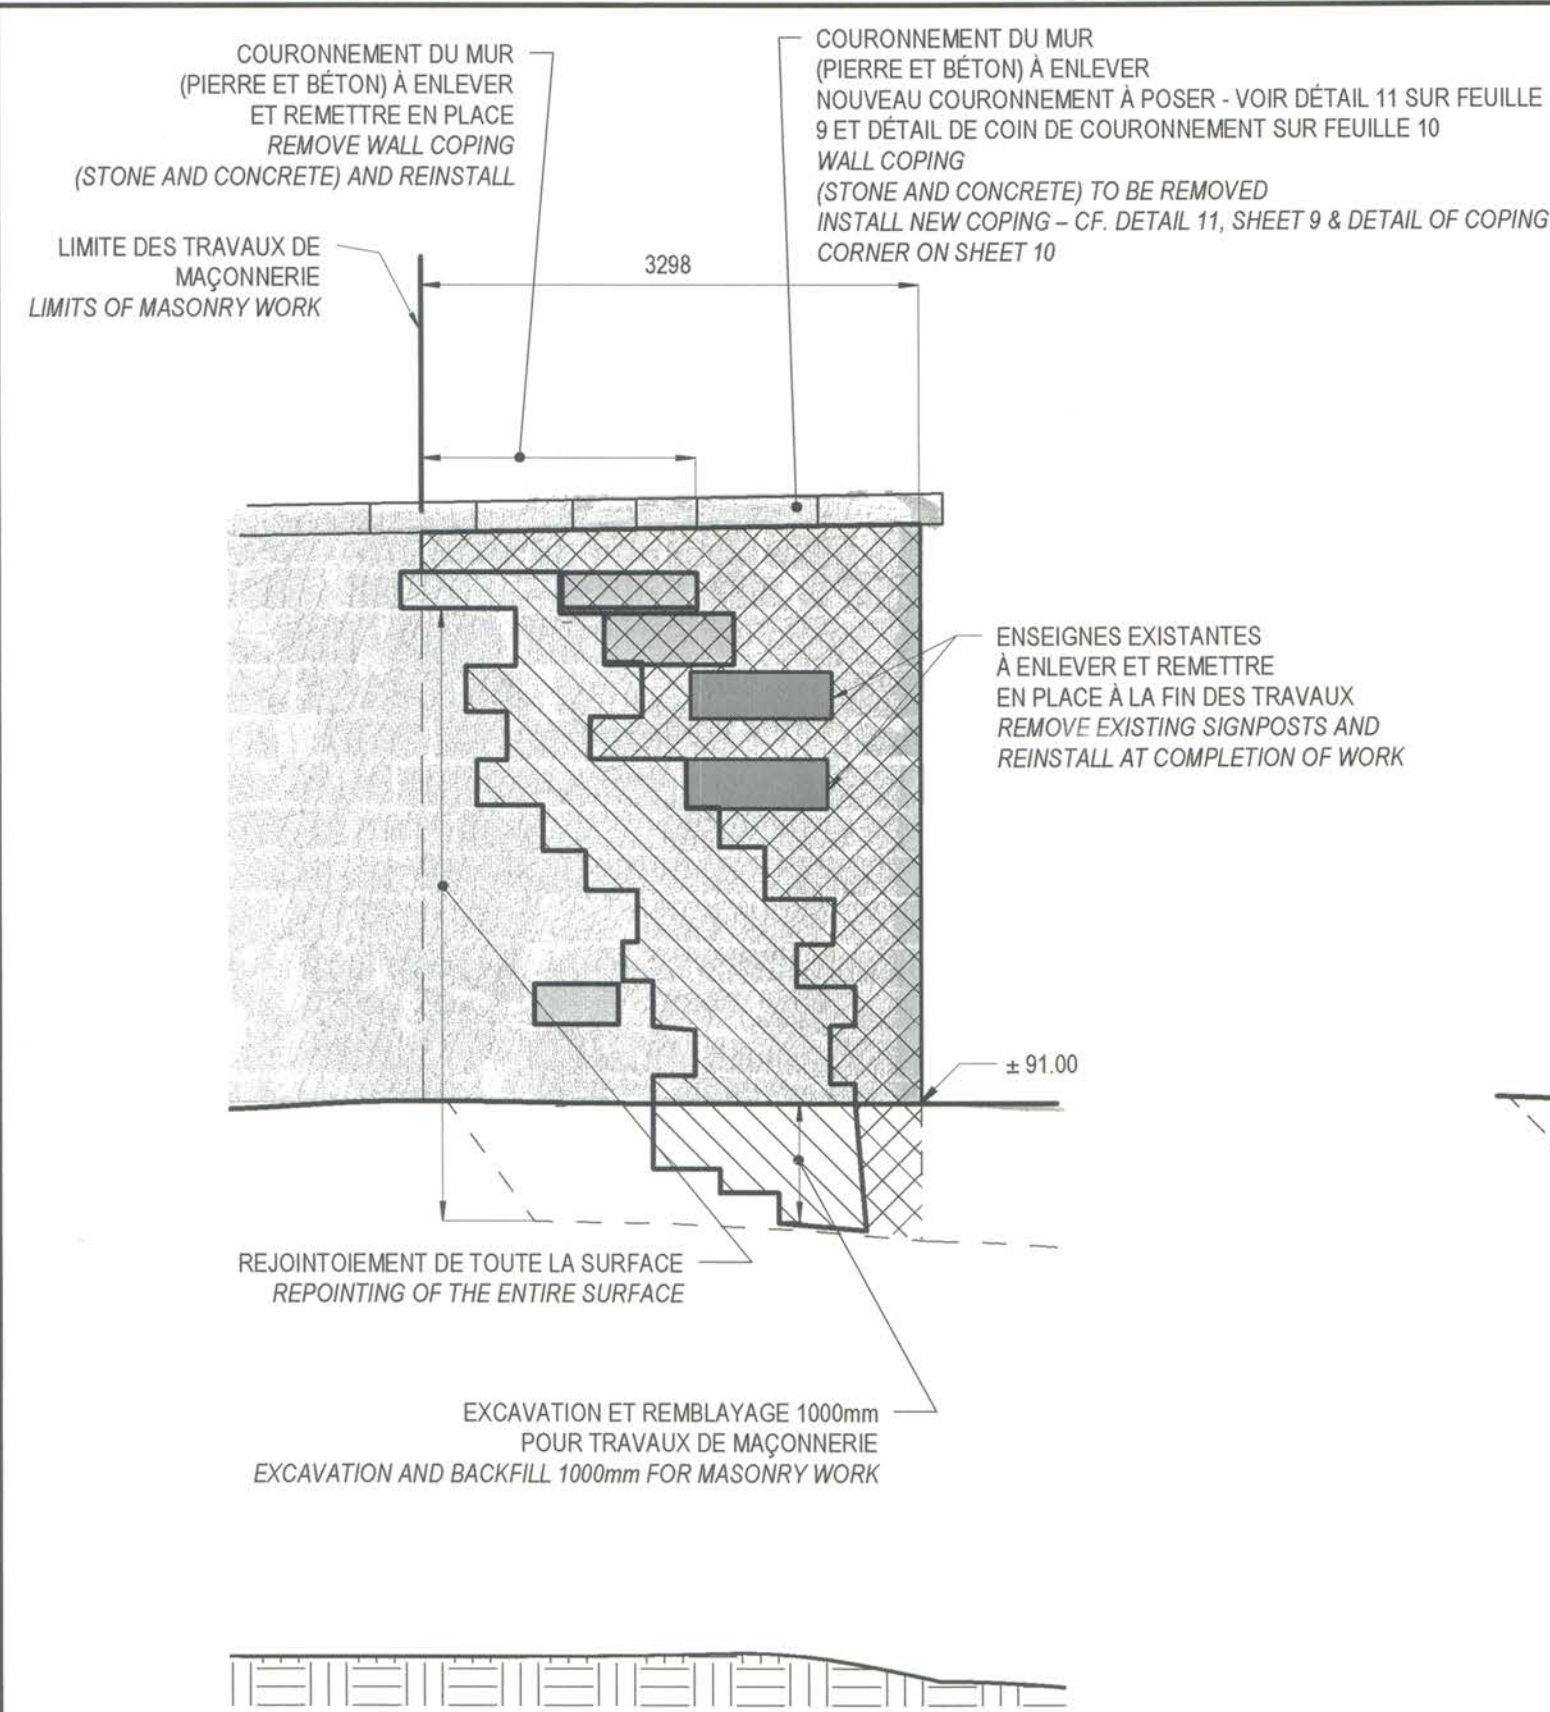 COURONNEMENT DU MUR
(PIERRE ET BÉTON) À ENLEVER
ET REMETTRE EN PLACE
REMOVE WALL COPING
(STONE AND CONCRETE) AND REINSTALL
COURONNEMENT DU MUR
(PIERRE ET BÉTON) À ENLEVER
NOUVEAU COURONNEMENT À POSER - VOIR DÉTAIL 11 SUR FEUILLE
9 ET DÉTAIL DE COIN DE COURONNEMENT SUR FEUILLE 10
WALL COPING
(STONE AND CONCRETE) TO BE REMOVED
INSTALL NEW COPING – CF. DETAIL 11, SHEET 9 & DETAIL OF COPING
CORNER ON SHEET 10
LIMITE DES TRAVAUX DE
MAÇONNERIE
LIMITS OF MASONRY WORK
3298
ENSEIGNES EXISTANTES
À ENLEVER ET REMETTRE
EN PLACE À LA FIN DES TRAVAUX
REMOVE EXISTING SIGNPOSTS AND
REINSTALL AT COMPLETION OF WORK
± 91.00
REJOINTOIEMENT DE TOUTE LA SURFACE
REPOINTING OF THE ENTIRE SURFACE
EXCAVATION ET REMBLAYAGE 1000mm
POUR TRAVAUX DE MAÇONNERIE
EXCAVATION AND BACKFILL 1000mm FOR MASONRY WORK